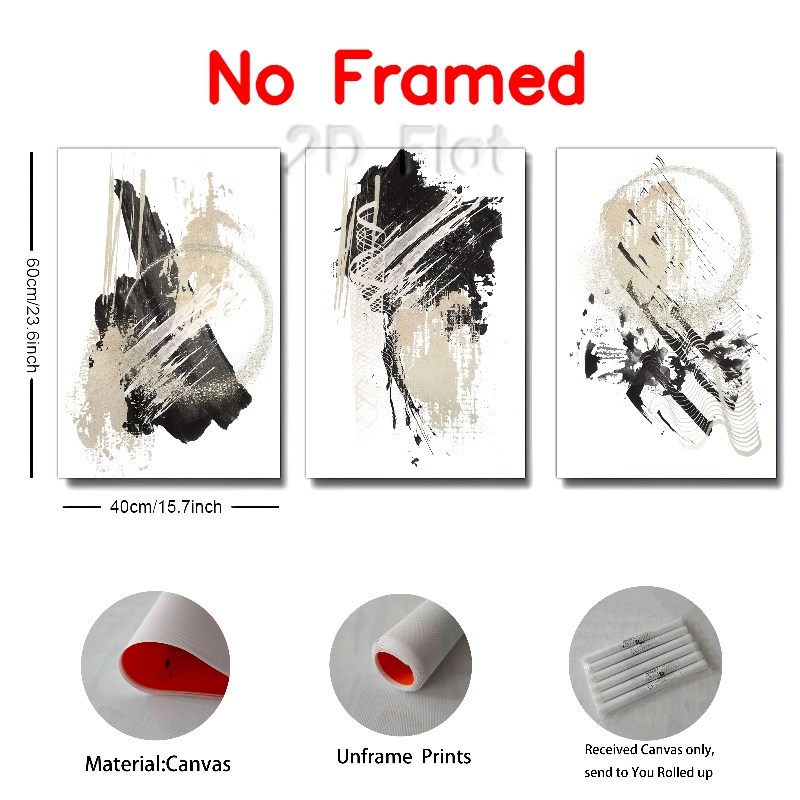 No Framed
2D Flat
60cm/23.6inch
40cm/15.7inch
Material:Canvas
Unframe Prints
Received Canvas only,
send to You Rolled up